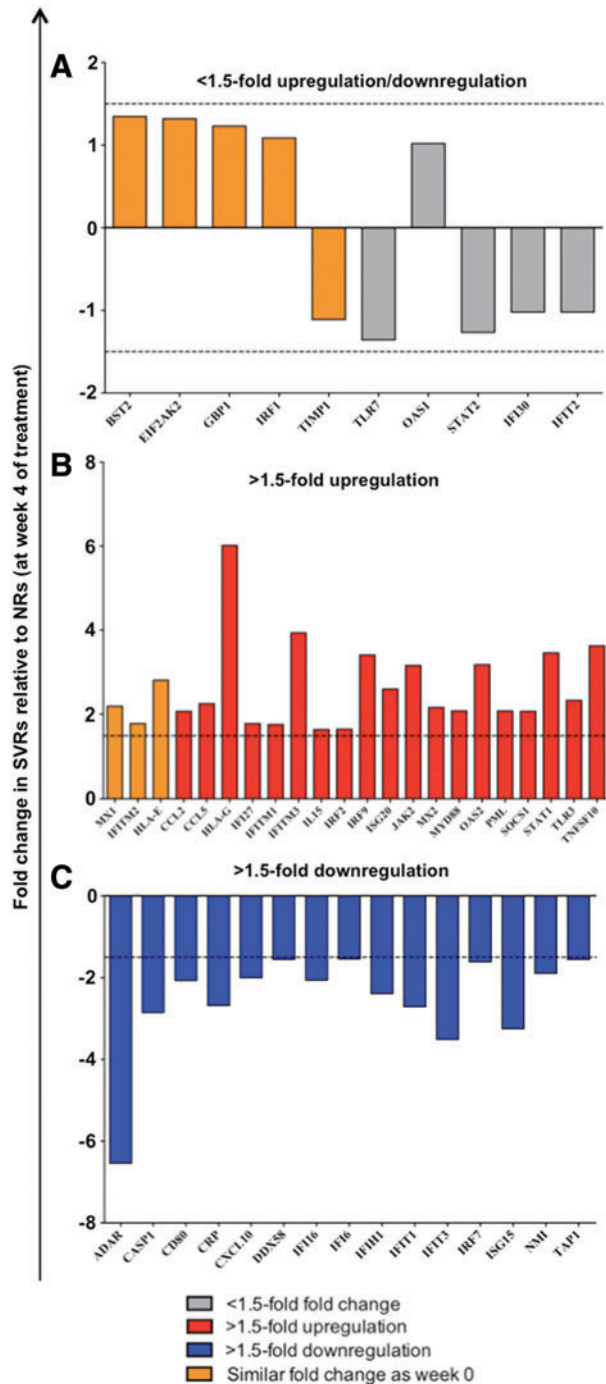 Fold change in SVRs relative to NRs (at week 4 of treatment)
A
<1.5-fold upregulation/downregulation
2
1
0
-1
-2
BST2
EIF2AK2
GBP1
IRF1
TIMP1
TLR7
OAS1
STAT2
IFI30
IFIT2
B
>1.5-fold upregulation
8
6
4
2
0
MX1
IFITM2
HLA-E
CCL2
CCL5
HLA-G
IFI27
IFITM1
IFITM3
IL15
IRF2
IRF9
ISG20
JAK2
MX2
MYD88
OAS2
PML
SOCS1
STAT1
TLR3
TNFSF10
C
>1.5-fold downregulation
0
-2
-4
-6
-8
ADAR
CASP1
CD80
CRP
CXCL10
DDX58
IFI16
IFI6
IFIH1
IFIT1
IFIT3
IRF7
ISG15
NMI
TAP1
<1.5-fold fold change
>1.5-fold upregulation
>1.5-fold downregulation
Similar fold change as week 0